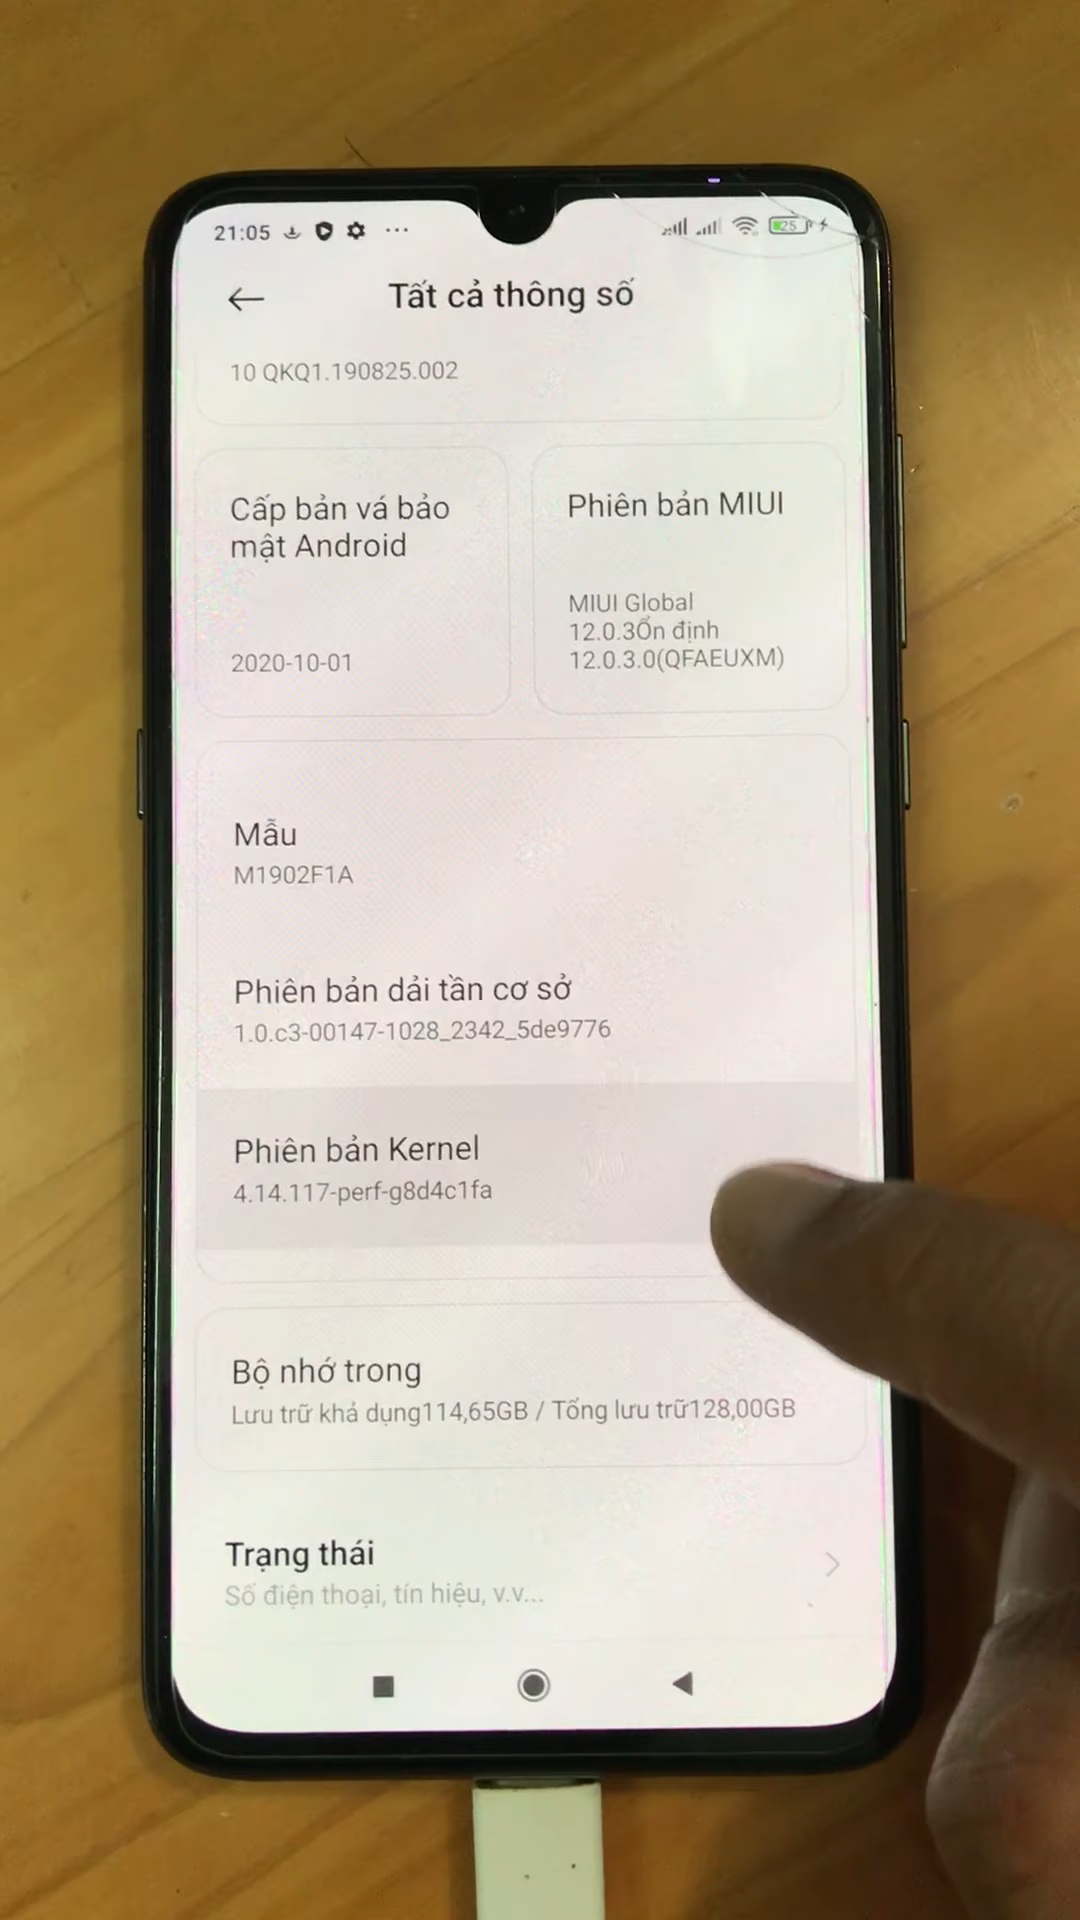 21:05
25
Tất cả thông số
10 QKQ1.190825.002
Cấp bản vá bảo
mật Android
2020-10-01
Phiên bản MIUI
MIUI Global
12.0.3Ổn định
12.0.3.0(QFAEUXM)
Mẫu
M1902F1A
Phiên bản dải tần cơ sở
1.0.c3-00147-1028_2342_5de9776
Phiên bản Kernel
4.14.117-perf-g8d4c1fa
Bộ nhớ trong
Lưu trữ khả dụng114,65GB / Tổng lưu trữ128,00GB
Trạng thái
Số điện thoại, tín hiệu, v.v...